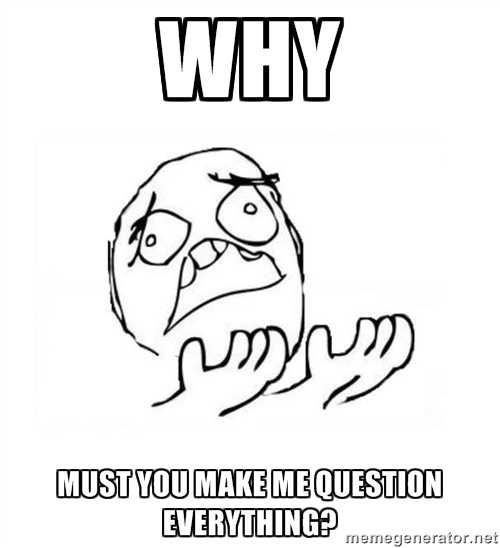 WHY
MUST YOU MAKE ME QUESTION
EVERYTHING?
memegenerator.net